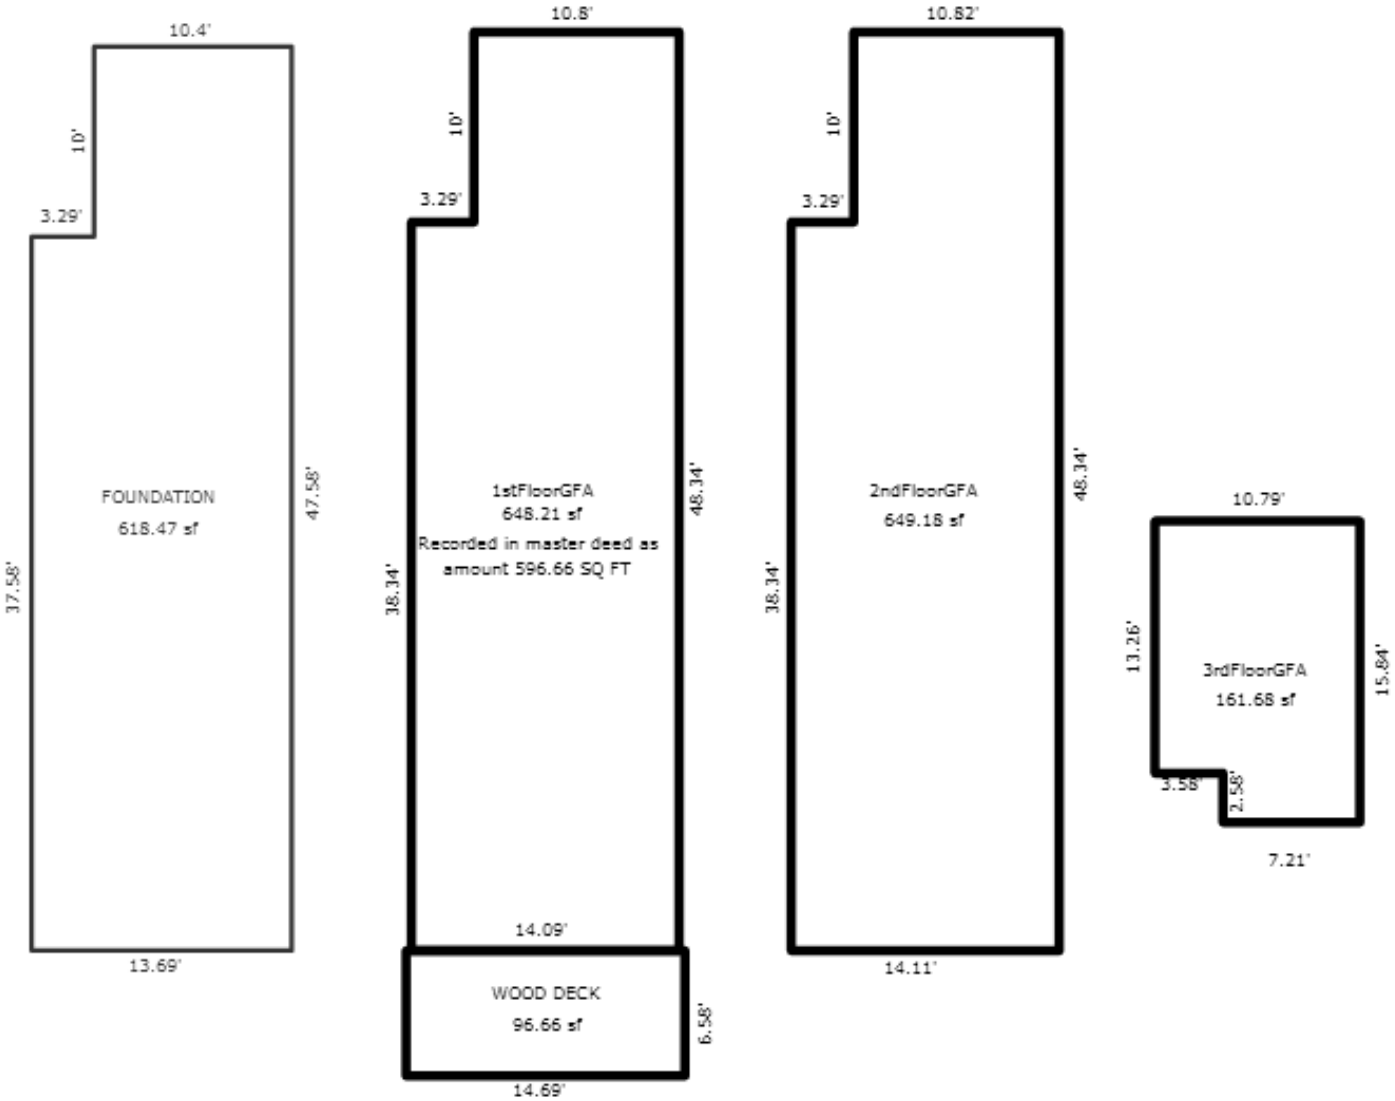 10.4'
10'
3.29'
FOUNDATION
618.47 sf
47.58'
37.58'
13.69'
10.8'
10'
3.29'
1stFloorGFA
648.21 sf
Recorded in master deed as
amount 596.66 SQ FT
48.34'
38.34'
14.09'
WOOD DECK
96.66 sf
6.58'
14.69'
10.82'
10'
3.29'
2ndFloorGFA
649.18 sf
48.34'
38.34'
14.11'
10.79'
13.26'
3rdFloorGFA
161.68 sf
15.84'
3.58'
2.58'
7.21'